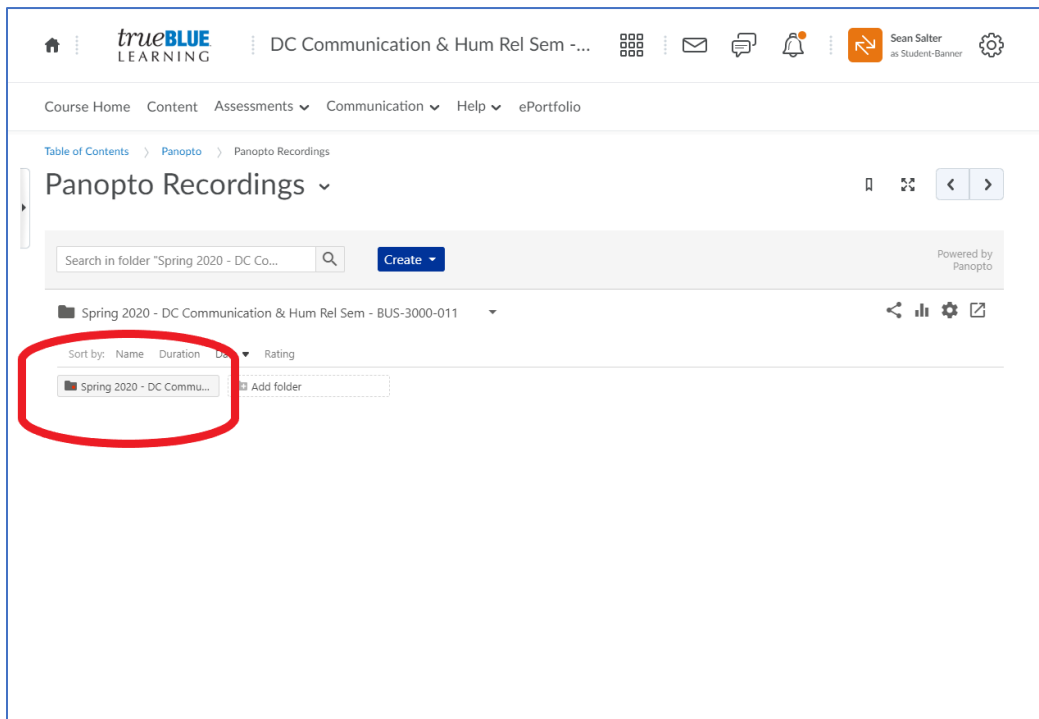 trueBLUE
LEARNING
DC Communication & Hum Rel Sem -...
Sean Salter
as Student-Banner
Course Home Content Assessments Communication Help ePortfolio
Table of Contents Panopto Panopto Recordings
Panopto Recordings
Search in folder "Spring 2020 - DC Co...
Create
Powered by
Panopto
Spring 2020 - DC Communication & Hum Rel Sem - BUS-3000-011
Sort by: Name Duration Rating
Spring 2020 - DC Commu...
Add folder